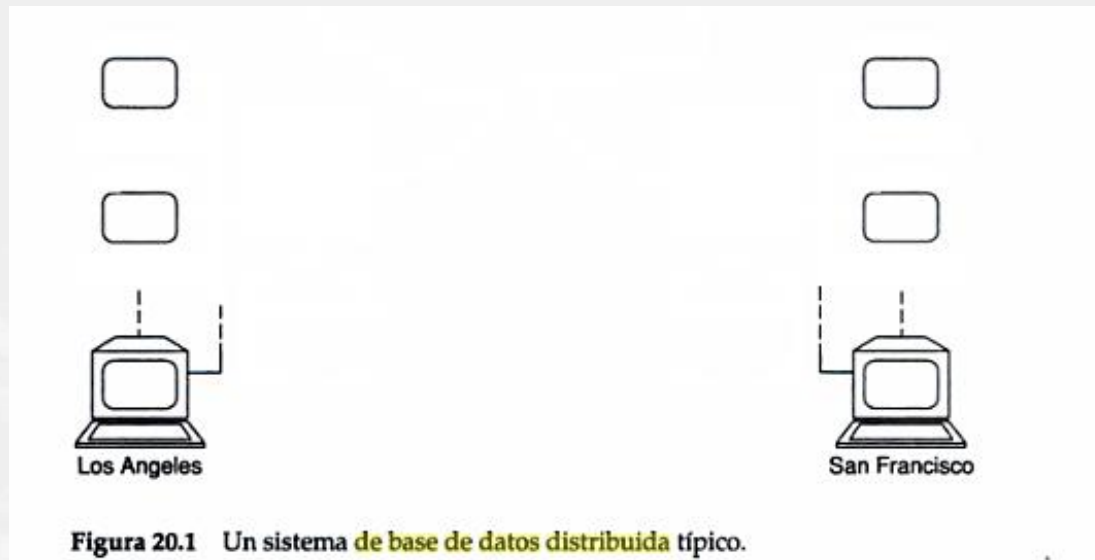 Los Angeles
San Francisco
Figura 20.1 Un sistema de base de datos distribuida típico.